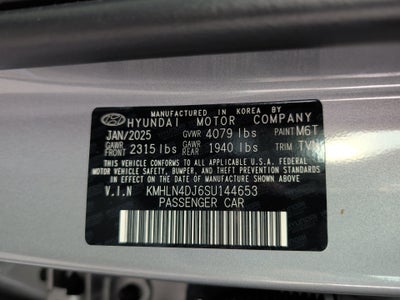 MANUFACTURED IN KOREA BY
HYUNDAI MOTOR COMPANY
JAN/2025 GVWR 4079 lbs PAINT M6T
GAWR FRONT 2315 lbs GAWR REAR 1940 lbs TRIM
THIS VEHICLE CONFORMS TO ALL APPLICABLE U.S.A. FEDERAL
MOTOR VEHICLE SAFETY, BUMPER, AND THEFT PREVENTION
STANDARDS IN EFFECT ON THE DATE OF MANUFACTURE SHOWN ABOVE.
V.I.N KMHLN4DJ6SU144653
PASSENGER CAR